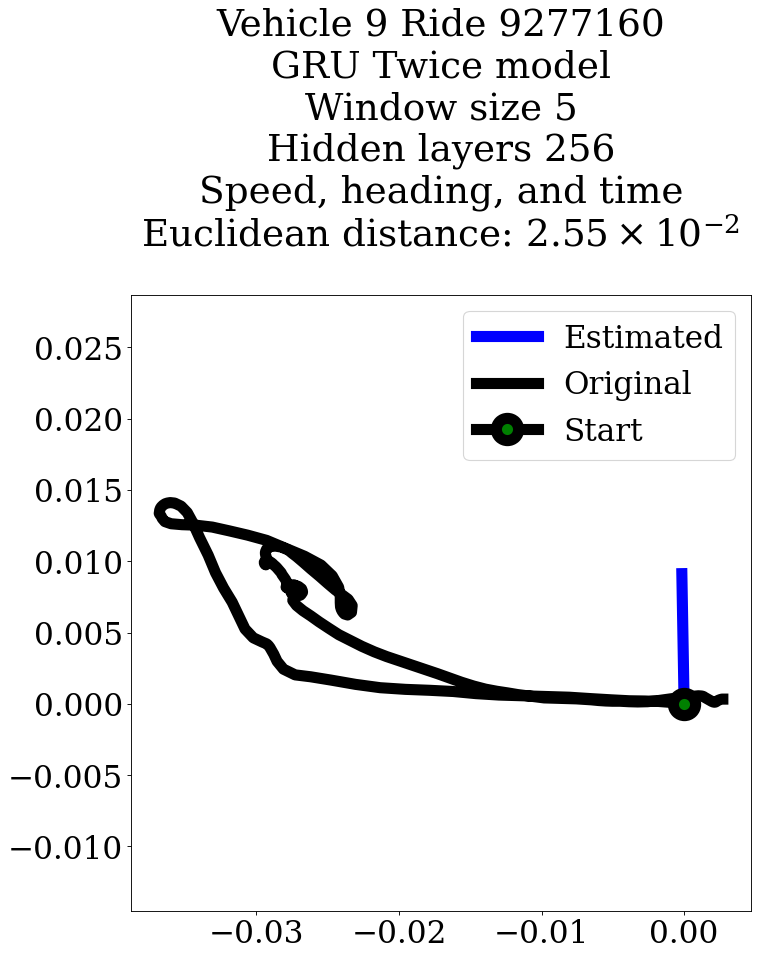 Vehicle 9 Ride 9277160
GRU Twice model
Window size 5
Hidden layers 256
Speed, heading, and time
Euclidean distance: 2.55 × 10⁻²
Estimated
Original
Start
0.025
0.020
0.015
0.010
0.005
0.000
−0.005
−0.010
−0.03
−0.02
−0.01
0.00